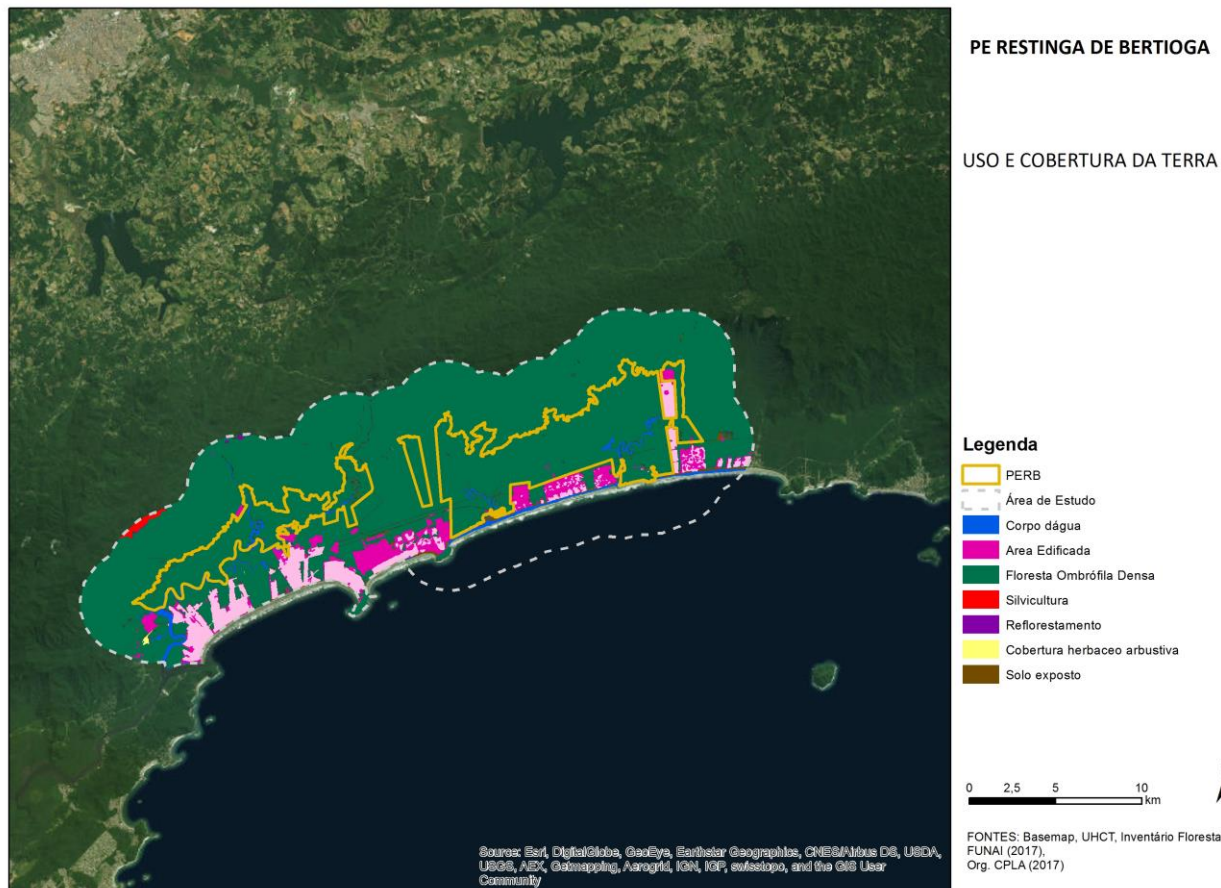 PE RESTINGA DE BERTIOGA
USO E COBERTURA DA TERRA
Legenda
PERB
Área de Estudo
Corpo dágua
Area Edificada
Floresta Ombrófila Densa
Silvicultura
Reflorestamento
Cobertura herbaceo arbustiva
Solo exposto
0 2,5 5 10
km
FONTES: Basemap, UHCT, Inventário Floresta
FUNAI (2017),
Org. CPLA (2017)
Source: Esri, DigitalGlobe, GeoEye, Earthstar Geographics, CNES/Airbus DS, USDA,
USGS, AEX, Getmapping, Aerogrid, IGN, IGP, swisstopo, and the GIS User
Community